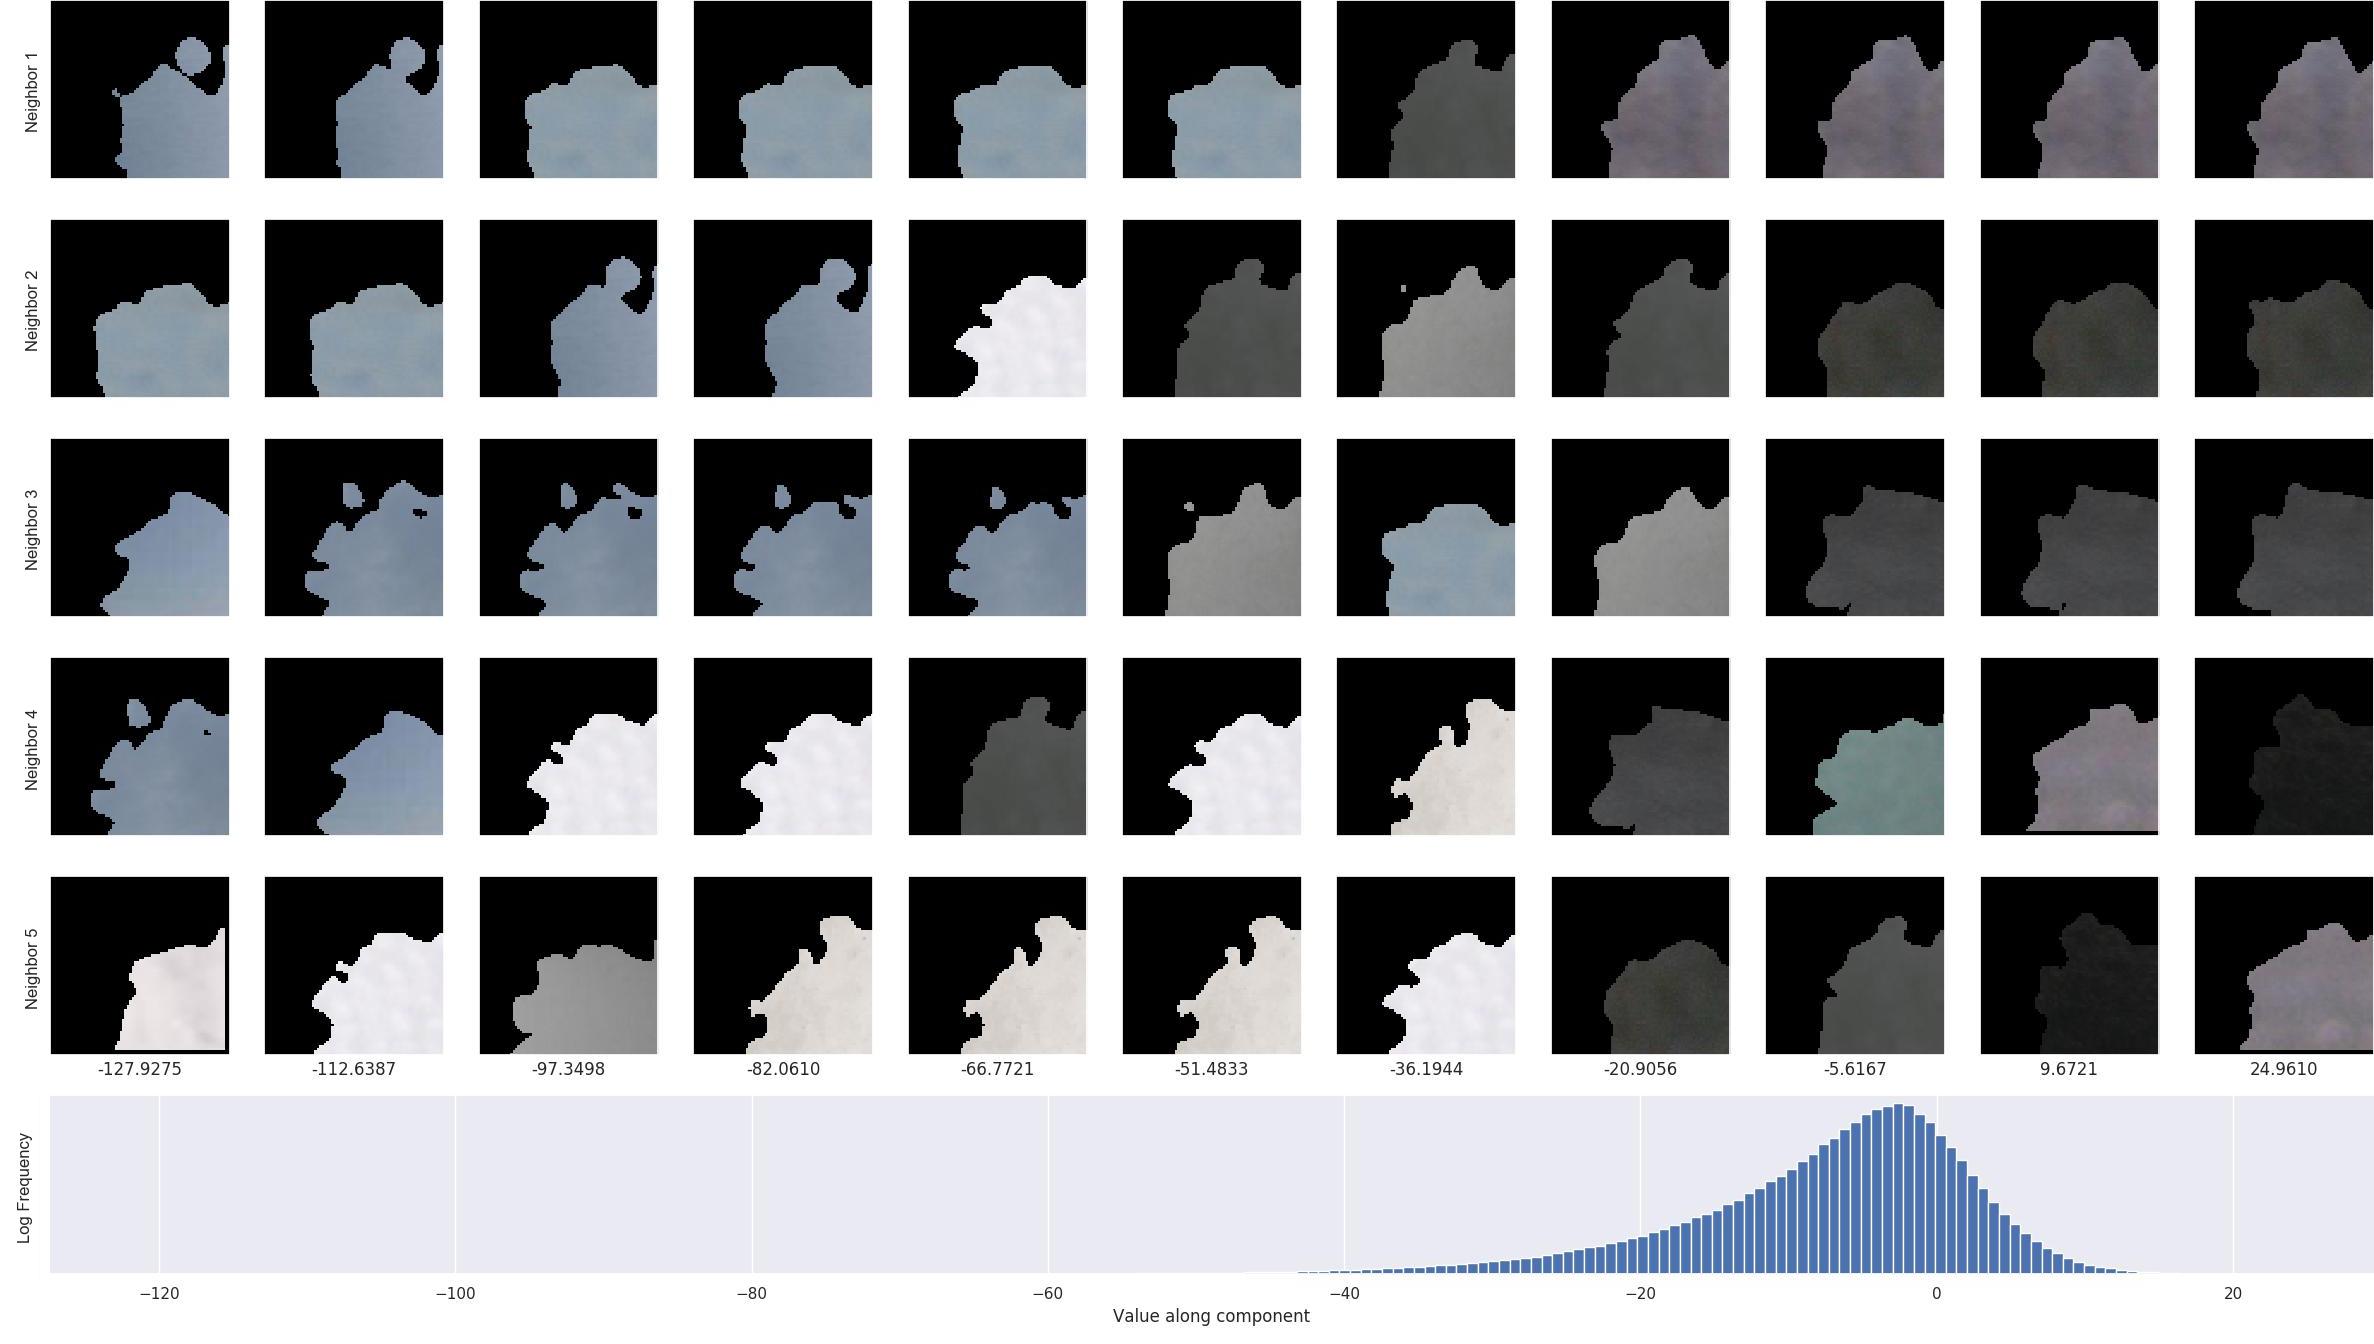 Neighbor 1
Neighbor 2
Neighbor 3
Neighbor 4
Neighbor 5
-127.9275 -112.6387 -97.3498 -82.0610 -66.7721 -51.4833 -36.1944 -20.9056 -5.6167 9.6721 24.9610
Log Frequency
−120 −100 −80 −60 −40 −20 0 20
Value along component